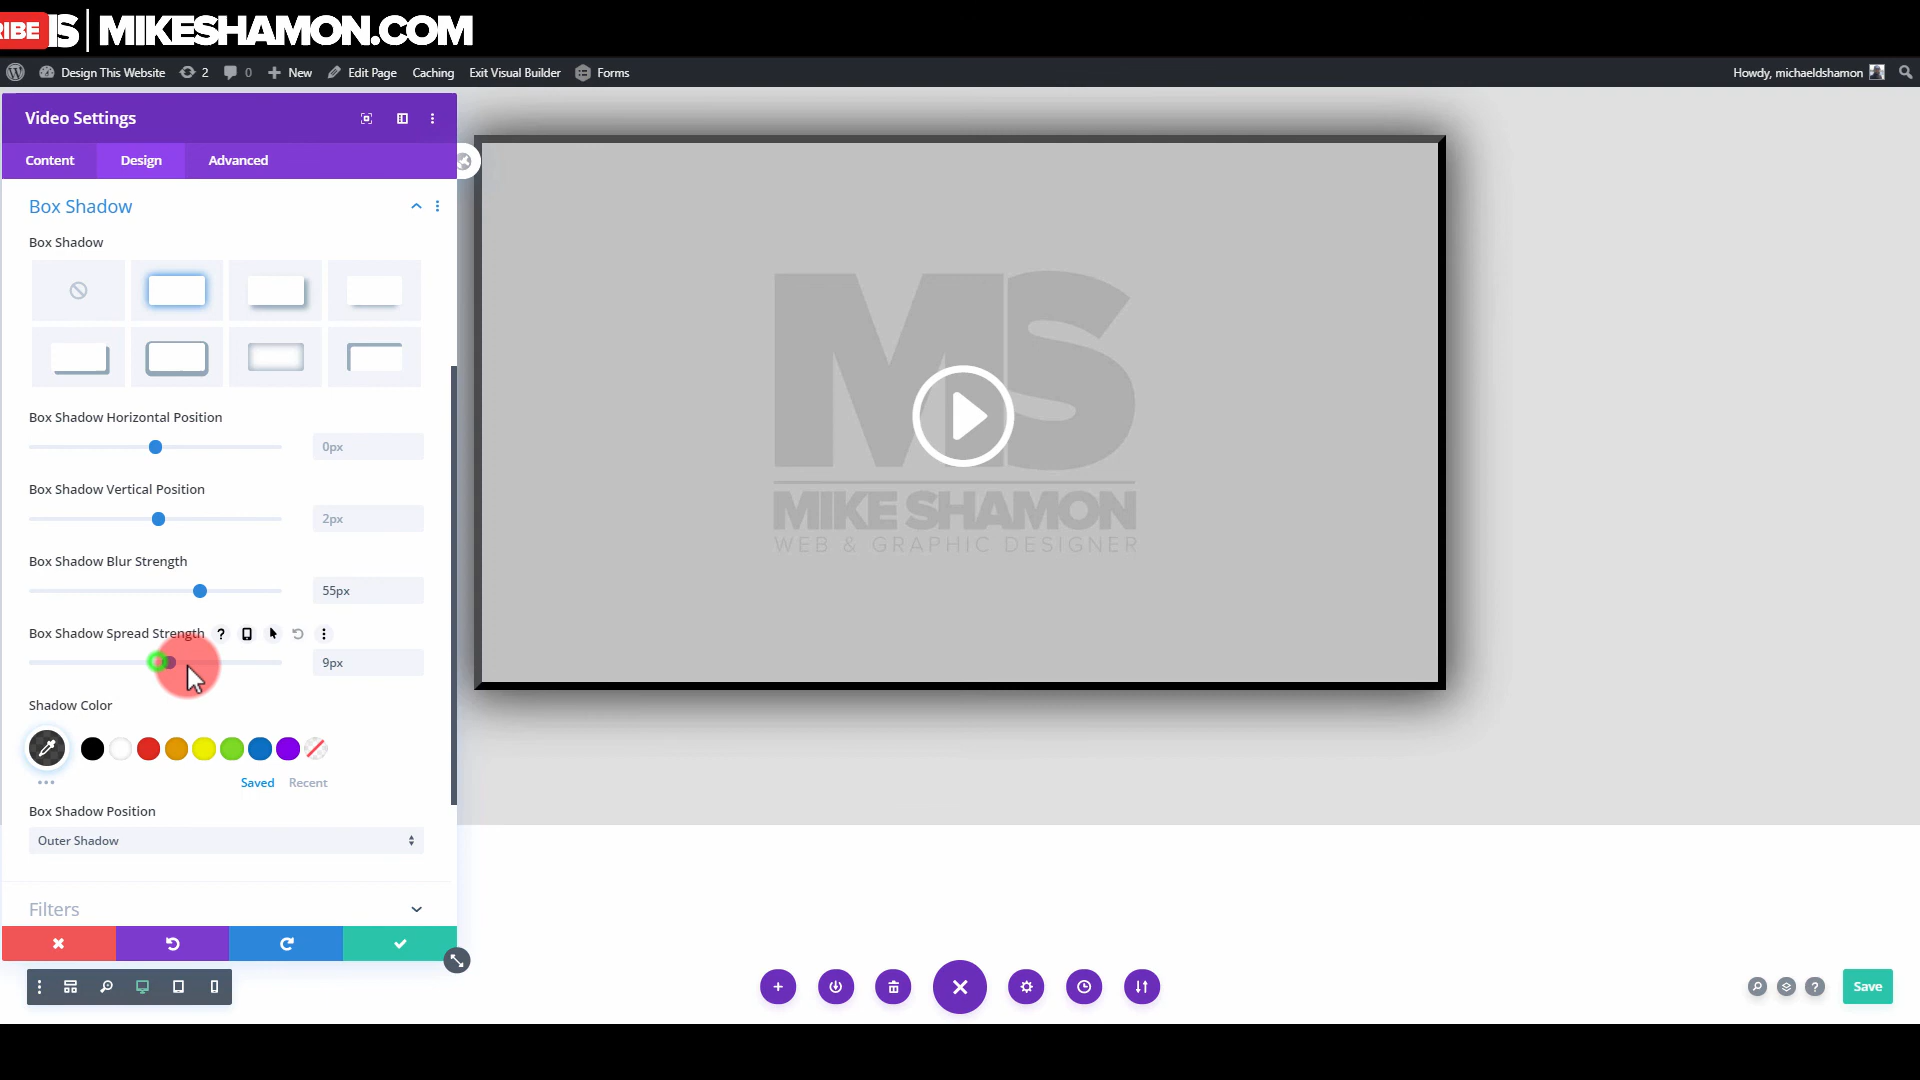 RIBE S | MIKESHAMON.COM
Design This Website 2 0 New Edit Page Caching Exit Visual Builder Forms Howdy, michaeldshamon
Video Settings
Content Design Advanced
Box Shadow
Box Shadow
Box Shadow Horizontal Position
0px
Box Shadow Vertical Position
2px
Box Shadow Blur Strength
55px
Box Shadow Spread Strength ?
9px
Shadow Color
Saved Recent
Box Shadow Position
Outer Shadow
Filters
MS
MIKE SHAMON
WEB & GRAPHIC DESIGNER
? Save